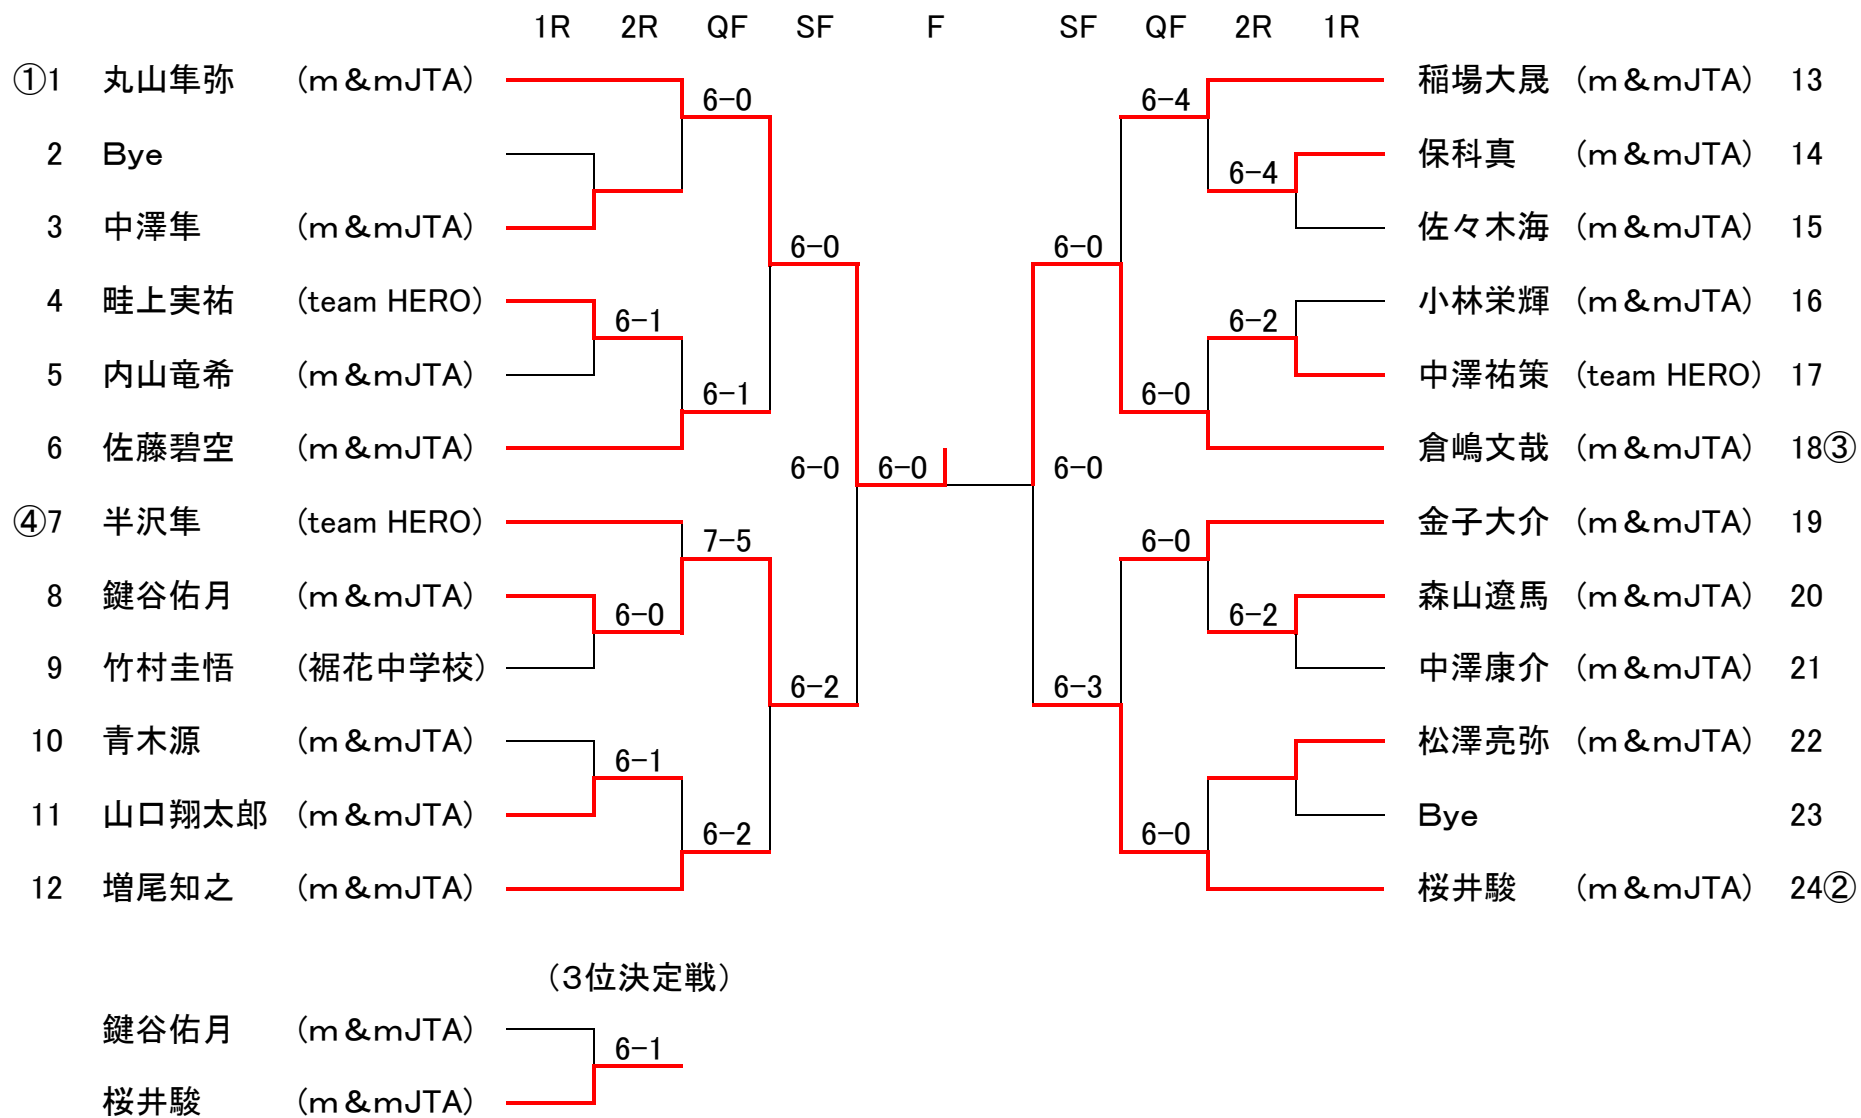 1R 2R QF SF F SF QF 2R 1R
①1 丸山隼弥 (m&mJTA) 稲場大晟 (m&mJTA) 13
6-0 6-4
2 Bye 保科真 (m&mJTA) 14
6-4
3 中澤隼 (m&mJTA) 佐々木海 (m&mJTA) 15
6-0 6-0
4 畦上実祐 (team HERO) 小林栄輝 (m&mJTA) 16
6-1 6-2
5 内山竜希 (m&mJTA) 中澤祐策 (team HERO) 17
6-1 6-0
6 佐藤碧空 (m&mJTA) 倉嶋文哉 (m&mJTA) 18③
6-0 6-0 6-0
④7 半沢隼 (team HERO) 金子大介 (m&mJTA) 19
7-5 6-0
8 鍵谷佑月 (m&mJTA) 森山遼馬 (m&mJTA) 20
6-0 6-2
9 竹村圭悟 (裾花中学校) 中澤康介 (m&mJTA) 21
6-2 6-3
10 青木源 (m&mJTA) 松澤亮弥 (m&mJTA) 22
6-1
11 山口翔太郎 (m&mJTA) Bye 23
6-2 6-0
12 増尾知之 (m&mJTA) 桜井駿 (m&mJTA) 24②
(3位決定戦)
鍵谷佑月 (m&mJTA)
6-1
桜井駿 (m&mJTA)